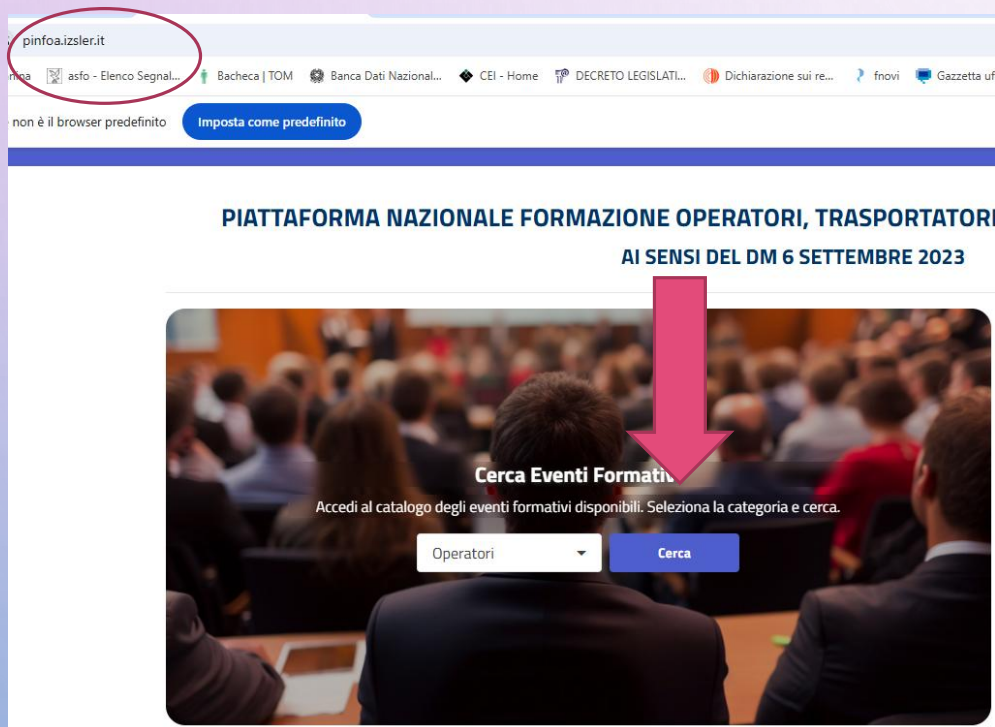 pinfoa.izsler.it
asfo - Elenco Segnal... Bacheca | TOM Banca Dati Nazional... CEI - Home DECRETO LEGISLATI... Dichiarazione sui re... fnovi Gazzetta uf
non è il browser predefinito Imposta come predefinito
PIATTAFORMA NAZIONALE FORMAZIONE OPERATORI, TRASPORTATORI
AI SENSI DEL DM 6 SETTEMBRE 2023
Cerca Eventi Formativ
Accedi al catalogo degli eventi formativi disponibili. Seleziona la categoria e cerca.
Operatori Cerca